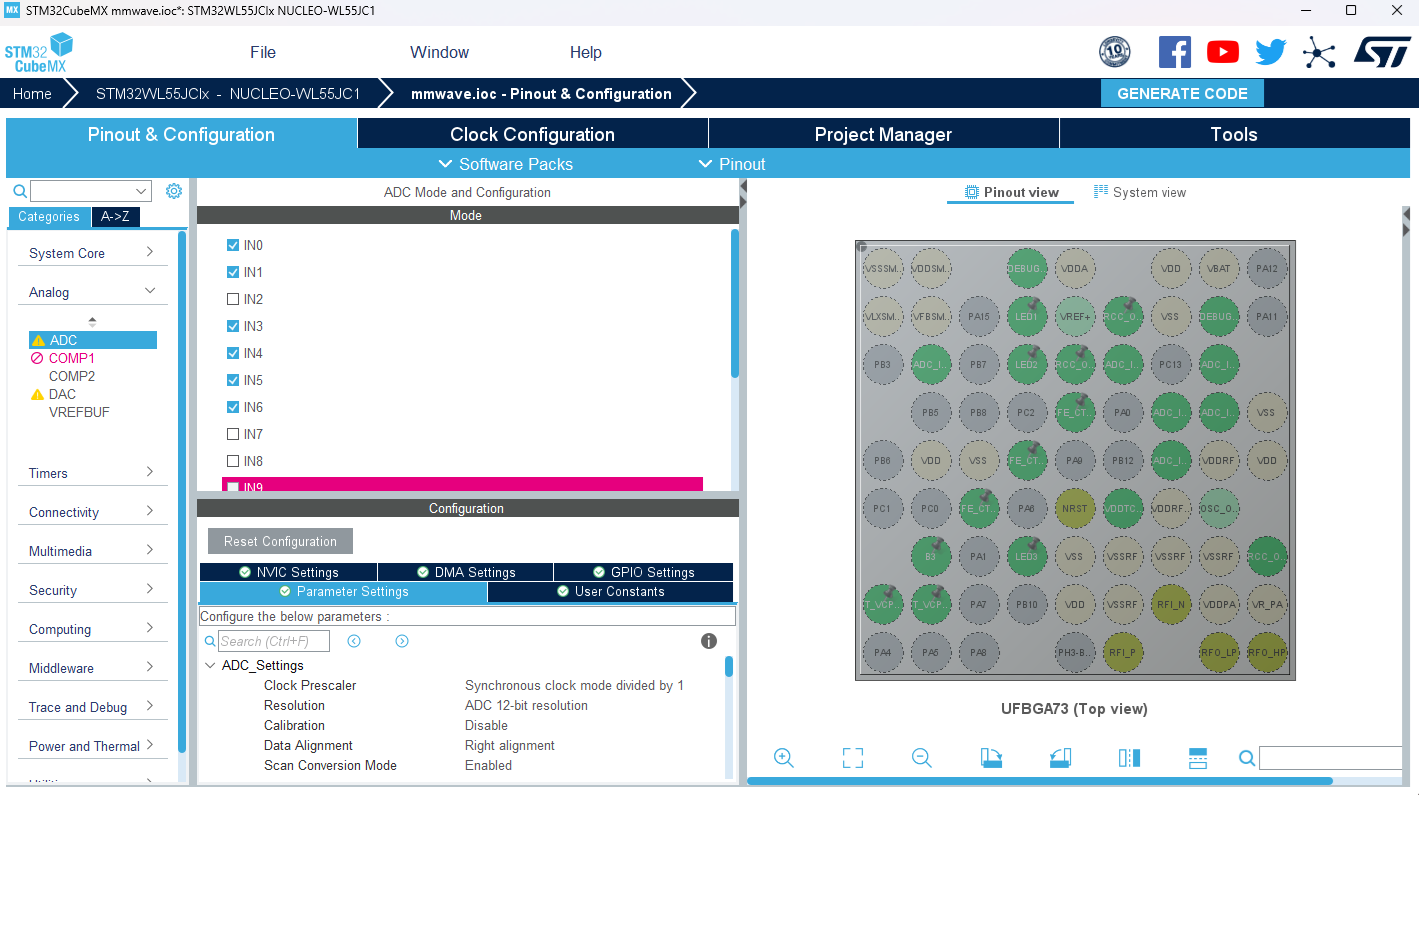 MX STM32CubeMX mmwave.ioc*: STM32WL55JCIx NUCLEO-WL55JC1
STM32 CubeMX
File Window Help
10
Home STM32WL55JCIx - NUCLEO-WL55JC1 mmwave.ioc - Pinout & Configuration GENERATE CODE
Pinout & Configuration Clock Configuration Project Manager Tools
Software Packs Pinout
Categories A->Z
System Core
Analog
ADC
COMP1
COMP2
DAC
VREFBUF
Timers
Connectivity
Multimedia
Security
Computing
Middleware
Trace and Debug
Power and Thermal
ADC Mode and Configuration
Mode
IN0
IN1
IN2
IN3
IN4
IN5
IN6
IN7
IN8
IN9
Configuration
Reset Configuration
NVIC Settings DMA Settings GPIO Settings
Parameter Settings User Constants
Configure the below parameters :
Search (Ctrl+F)
ADC_Settings
Clock Prescaler Synchronous clock mode divided by 1
Resolution ADC 12-bit resolution
Calibration Disable
Data Alignment Right alignment
Scan Conversion Mode Enabled
Pinout view System view
VSSSM.. VDDSM.. DEBUG.. VDDA VDD VBAT PA12
VLXSM.. VFBSM.. PA15 LED1 VREF+ RCC_O.. VSS DEBUG.. PA11
PB3 ADC_I.. PB7 LED2 RCC_O.. ADC_I.. PC13 ADC_I..
PB5 PB8 PC2 FE_CT.. PA0 ADC_I.. ADC_I.. VSS
PB6 VDD VSS FE_CT.. PA9 PB12 ADC_I.. VDDRF VDD
PC1 PC0 FE_CT.. PA6 NRST VDDTC.. VDDRF.. OSC_O..
B3 PA1 LED3 VSS VSSRF VSSRF VSSRF RCC_O..
T_VCP.. T_VCP.. PA7 PB10 VDD VSSRF RFI_N VDDPA VR_PA
PA4 PA5 PA8 PH3-B.. RFI_P RFO_LP RFO_HP
UFBGA73 (Top view)